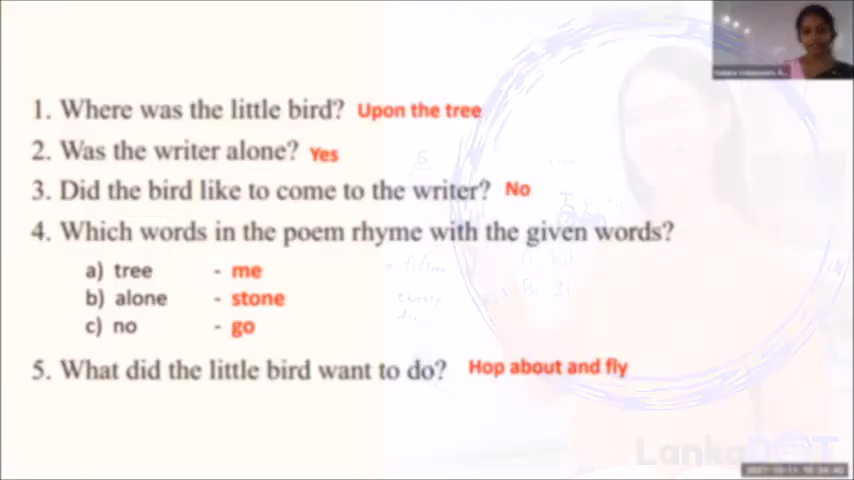 1. Where was the little bird? Upon the tree
2. Was the writer alone? Yes
3. Did the bird like to come to the writer? No
4. Which words in the poem rhyme with the given words?
a) tree - me
b) alone - stone
c) no - go
5. What did the little bird want to do? Hop about and fly
fifteen
twenty